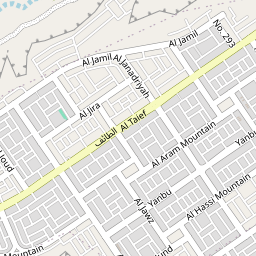 No. 293
Al Jamil
Al Jamil
Al Janadriyah
Al Jira
الطائف Al Taief
Al Aram Mountain
Yanbu
Yanbu
Al Hassi Mountain
Al Jawz
Mountain